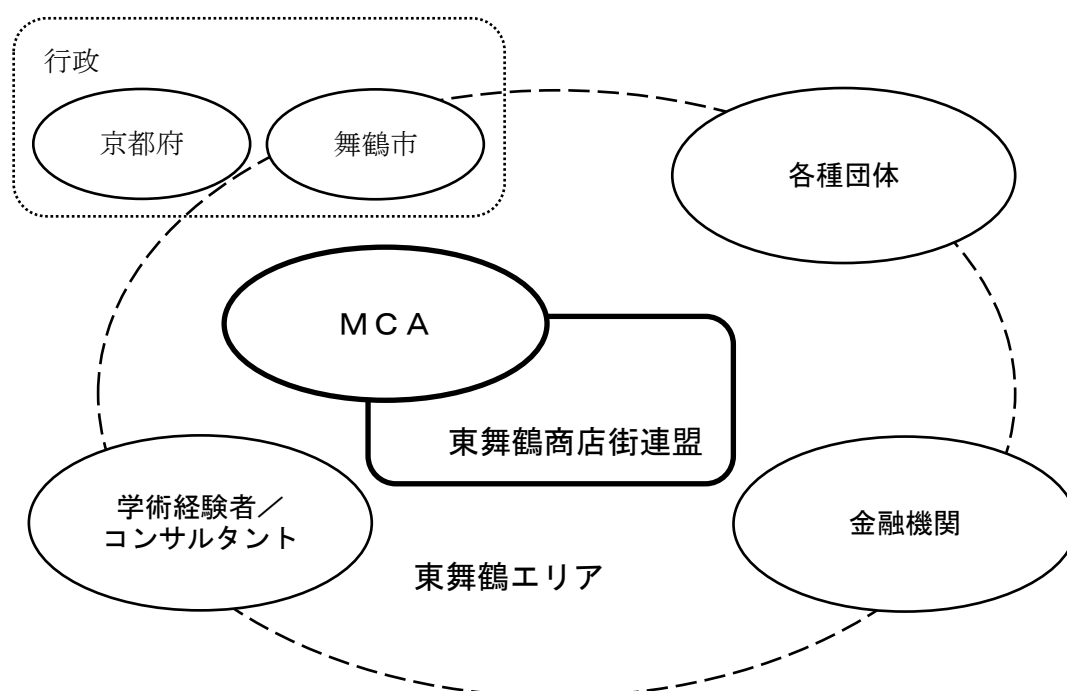 行政
京都府
舞鶴市
各種団体
ＭＣＡ
東舞鶴商店街連盟
学術経験者／
コンサルタント
金融機関
東舞鶴エリア